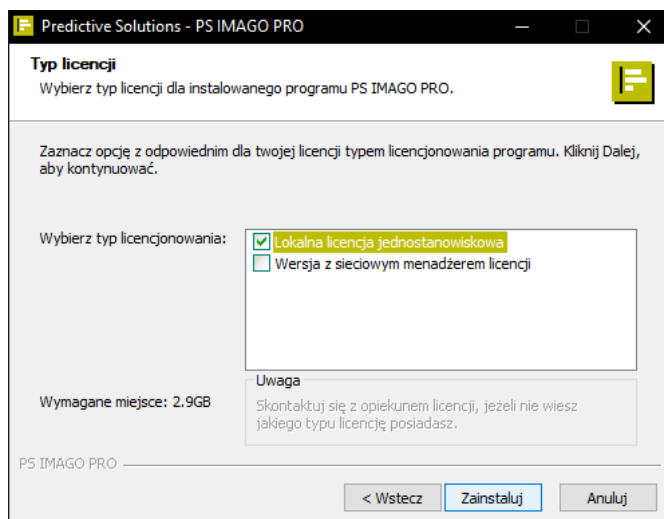 Predictive Solutions - PS IMAGO PRO
Typ licencji
Wybierz typ licencji dla instalowanego programu PS IMAGO PRO.
Zaznacz opcję z odpowiednim dla twojej licencji typem licencjonowania programu. Kliknij Dalej,
aby kontynuować.
Wybierz typ licencjonowania:
Lokalna licencja jednostanowiskowa
Wersja z sieciowym menadżerem licencji
Wymagane miejsce: 2.9GB
Uwaga
Skontaktuj się z opiekunem licencji, jeżeli nie wiesz
jakiego typu licencję posiadasz.
PS IMAGO PRO
< Wstecz
Zainstaluj
Anuluj